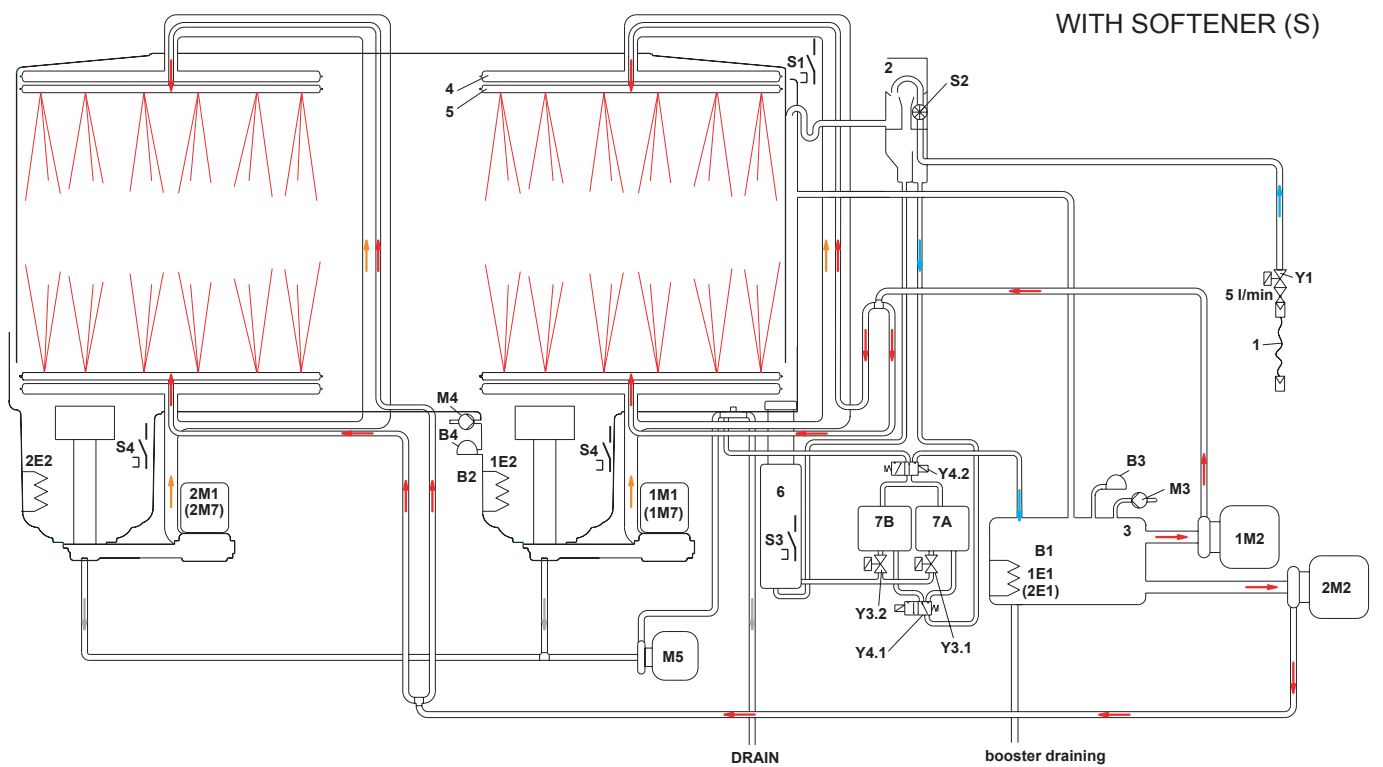 WITH SOFTENER (S)
S1
2
S2
4
5
Y1
5 l/min
1
M4
B4
B2
S4
S4
2E2
1E2
2M1
(2M7)
1M1
(1M7)
6
S3
Y4.2
7B
7A
B3
M3
3
B1
1E1
(2E1)
1M2
2M2
Y3.2
Y3.1
Y4.1
M5
DRAIN
booster draining